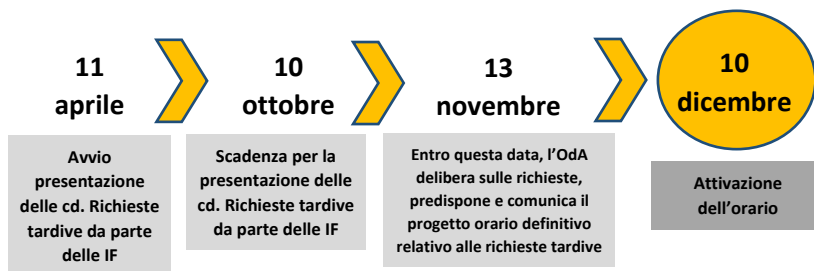 11
aprile
Avvio
presentazione
delle cd. Richieste
tardive da parte
delle IF
10
ottobre
Scadenza per la
presentazione delle
cd. Richieste tardive
da parte delle IF
13
novembre
Entro questa data, l'OdA
delibera sulle richieste,
predispone e comunica il
progetto orario definitivo
relativo alle richieste tardive
10
dicembre
Attivazione
dell'orario